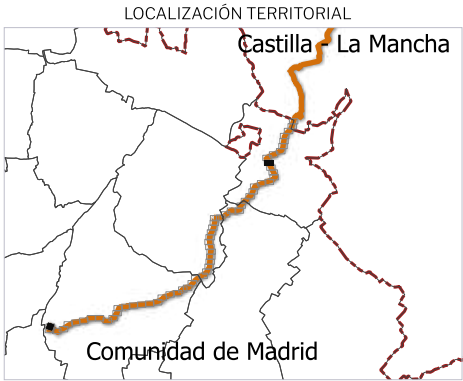 LOCALIZACIÓN TERRITORIAL
Castilla - La Mancha
Comunidad de Madrid